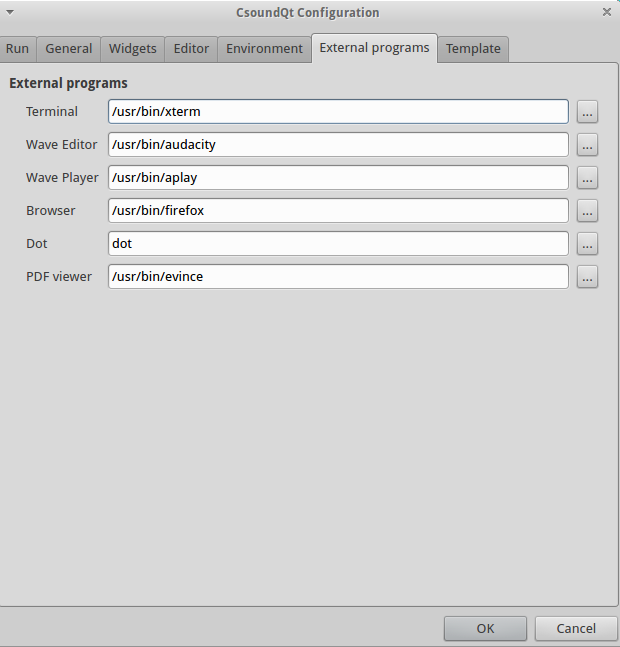 CsoundQt Configuration
Run General Widgets Editor Environment External programs Template
External programs
Terminal /usr/bin/xterm ...
Wave Editor /usr/bin/audacity ...
Wave Player /usr/bin/aplay ...
Browser /usr/bin/firefox ...
Dot dot ...
PDF viewer /usr/bin/evince ...
OK Cancel